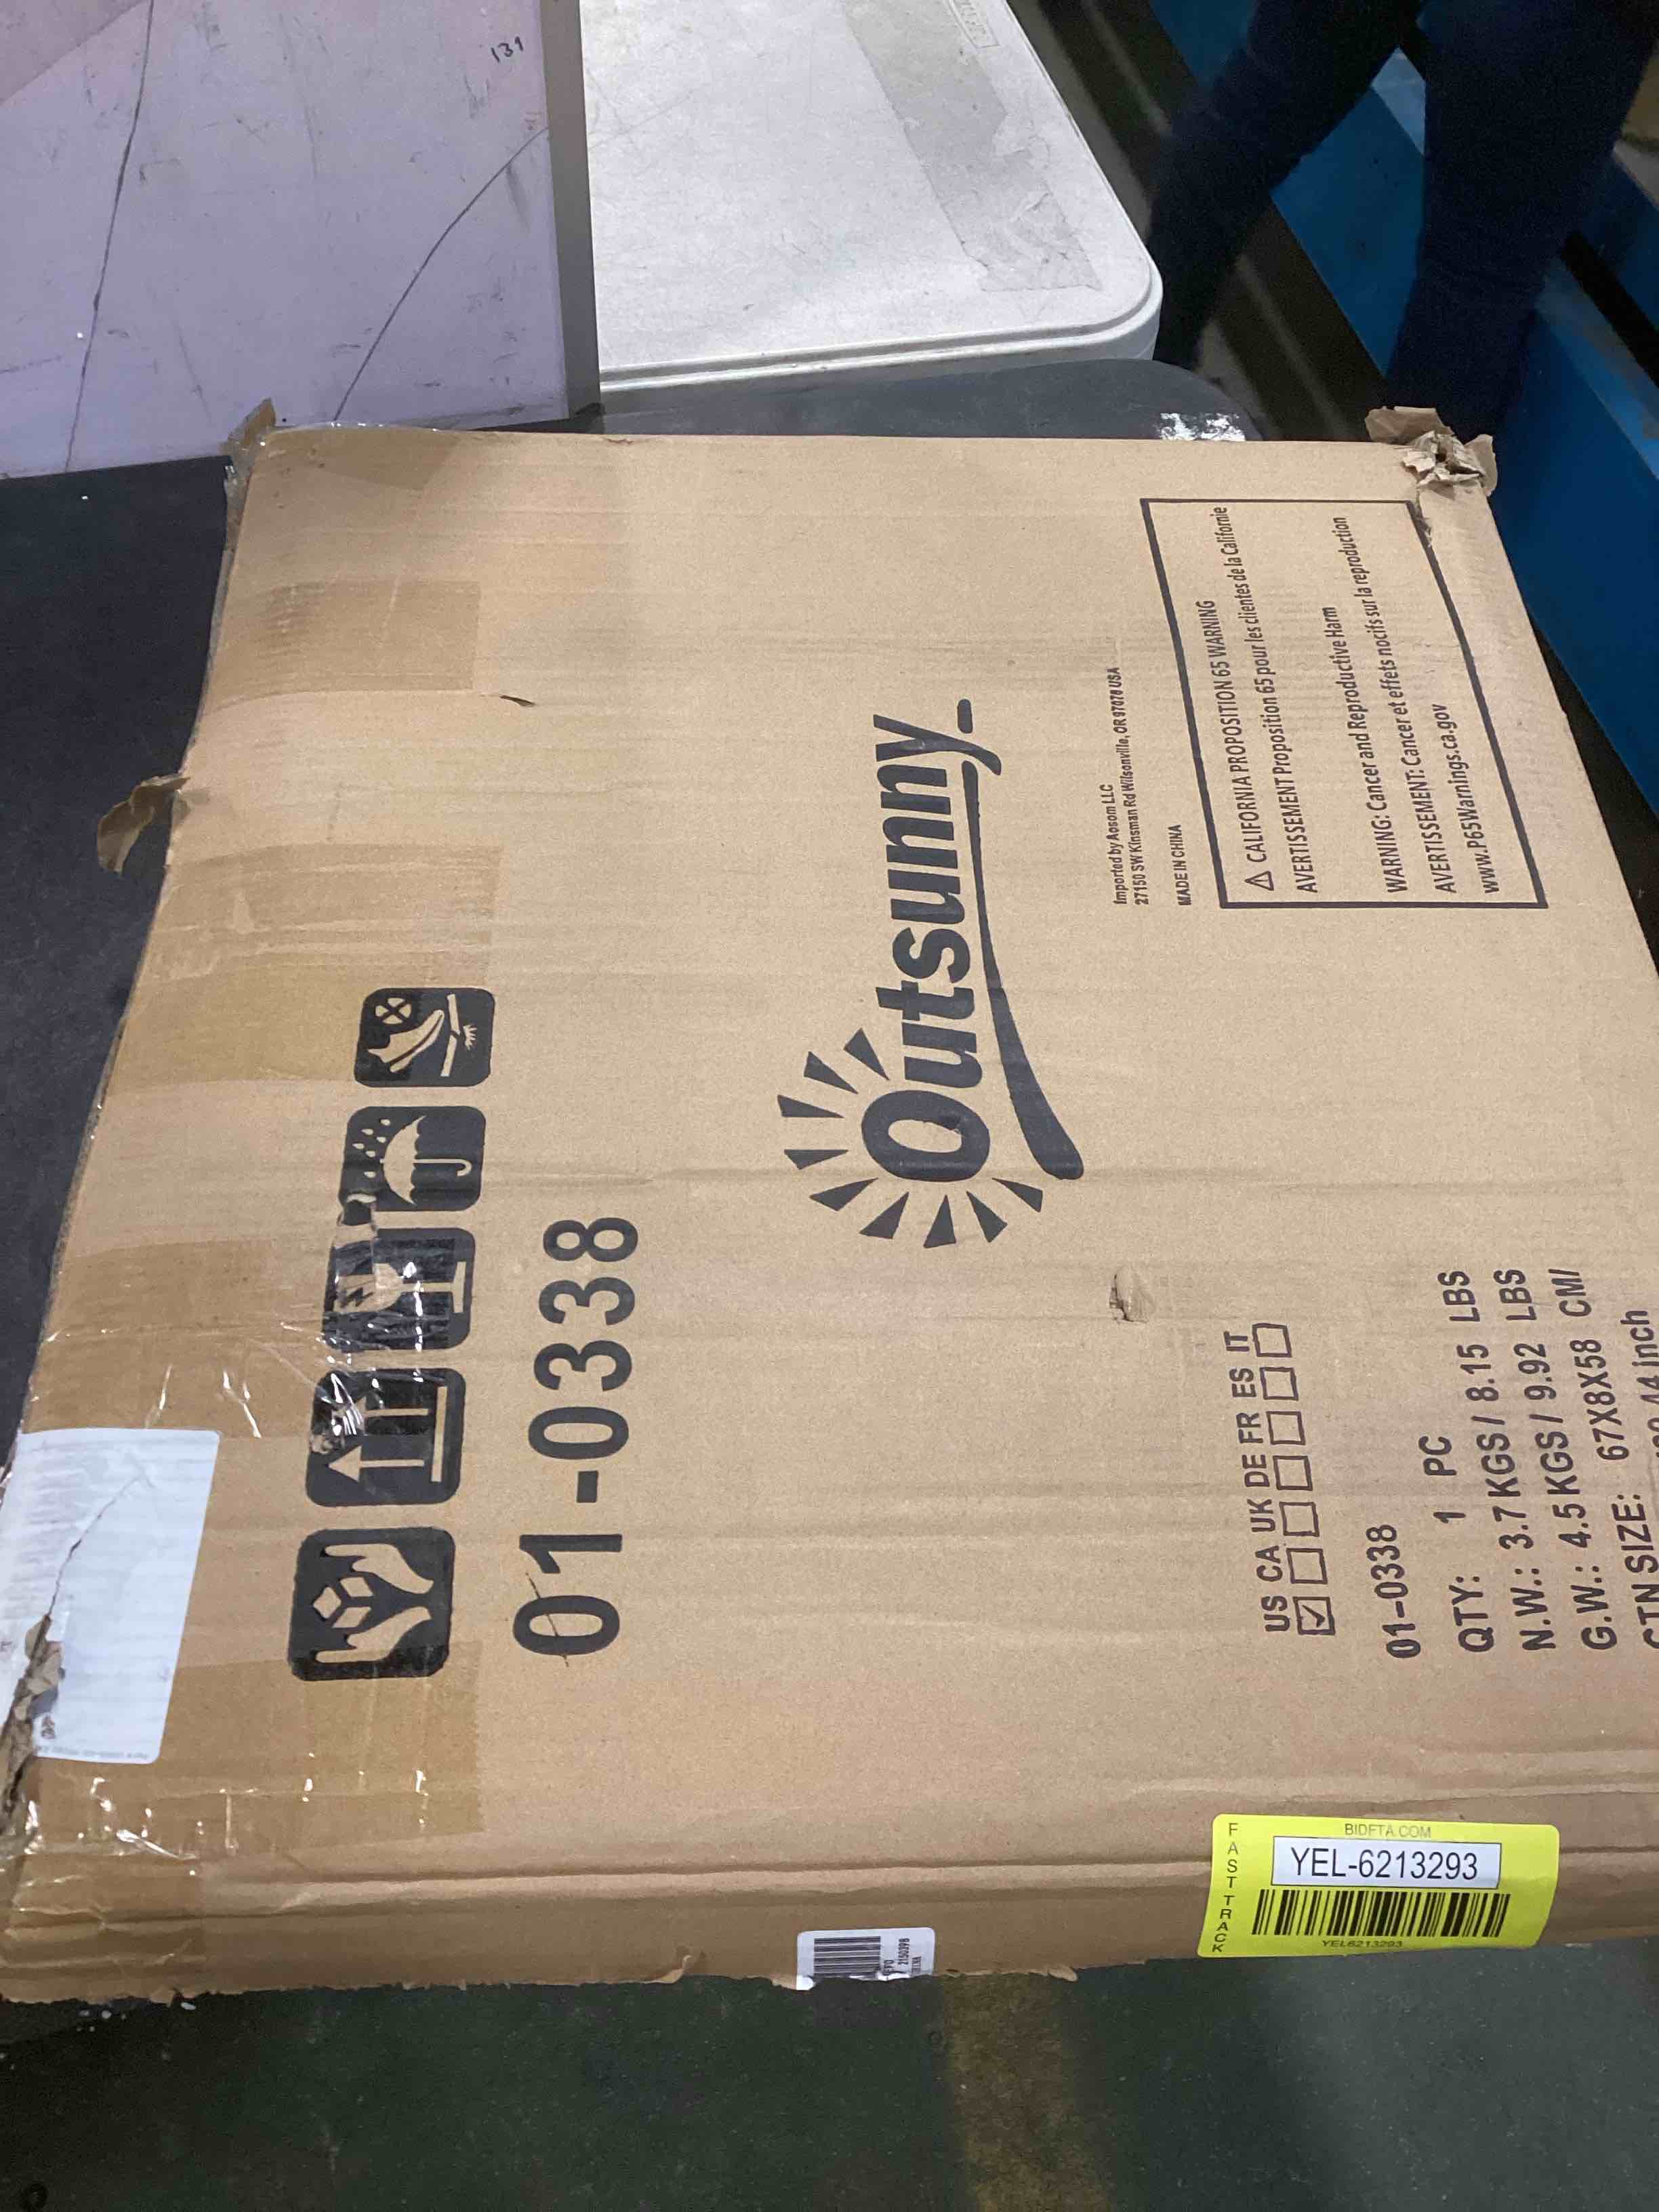 131
01-0338
Outsunny
Imported by Aosom LLC
27150 SW Kinsman Rd Wilsonville, OR 97070 USA
MADE IN CHINA
⚠ CALIFORNIA PROPOSITION 65 WARNING
AVERTISSEMENT Proposition 65 pour les clientes de la Californie
WARNING: Cancer and Reproductive Harm
AVERTISSEMENT: Cancer et effets nocifs sur la reproduction
www.P65Warnings.ca.gov
US CA UK DE FR ES IT
01-0338
QTY: 1 PC
N.W.: 3.7 KGS/ 8.15 LBS
G.W.: 4.5 KGS/ 9.92 LBS
CTN SIZE: 67X8X58 CM/
44 inch
FAST TRACK
BIDFTA.COM
YEL-6213293
YEL6213293